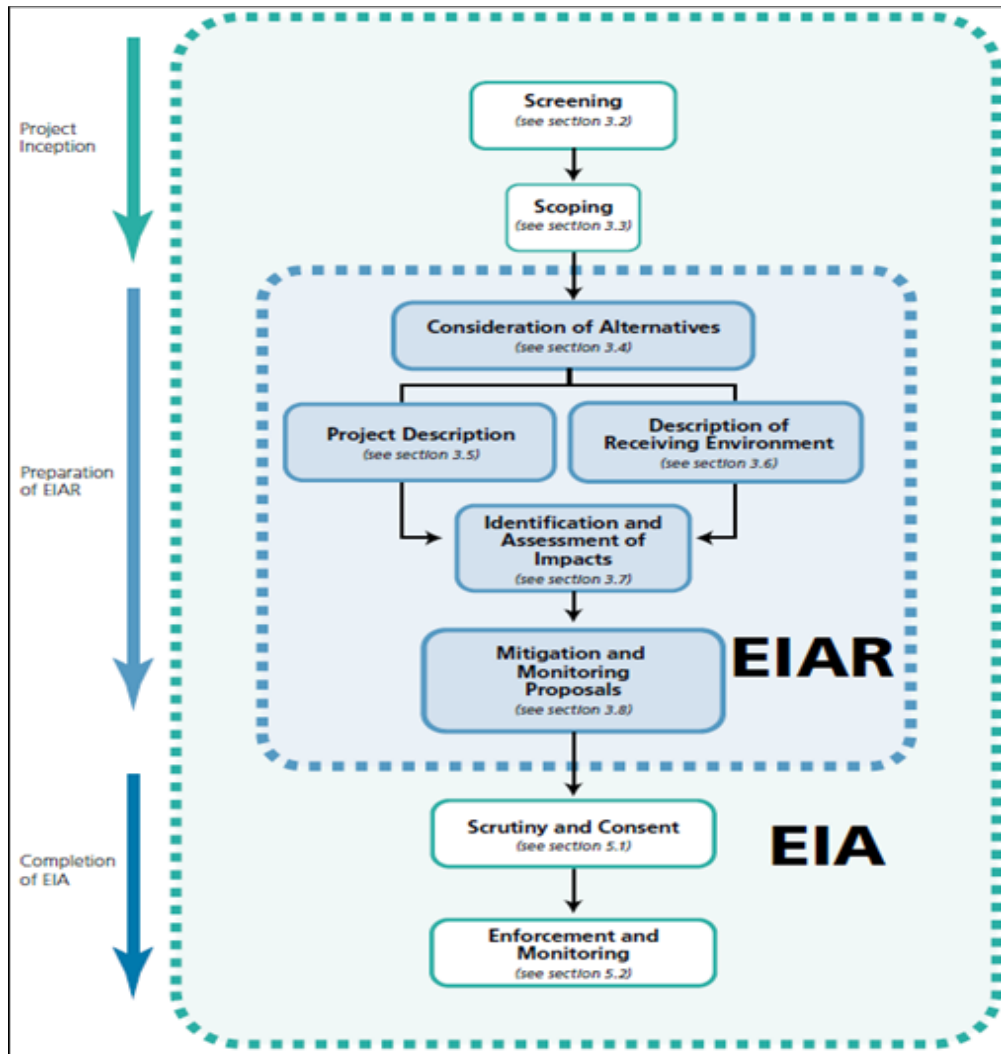 Project
Inception
Screening
(see section 3.2)
Scoping
(see section 3.3)
Consideration of Alternatives
(see section 3.4)
Project Description
(see section 3.5)
Description of
Receiving Environment
(see section 3.6)
Preparation
of EIAR
Identification and
Assessment of
Impacts
(see section 3.7)
Mitigation and
Monitoring
Proposals
(see section 3.8)
EIAR
Scrutiny and Consent
(see section 5.1)
EIA
Completion
of EIA
Enforcement and
Monitoring
(see section 5.2)